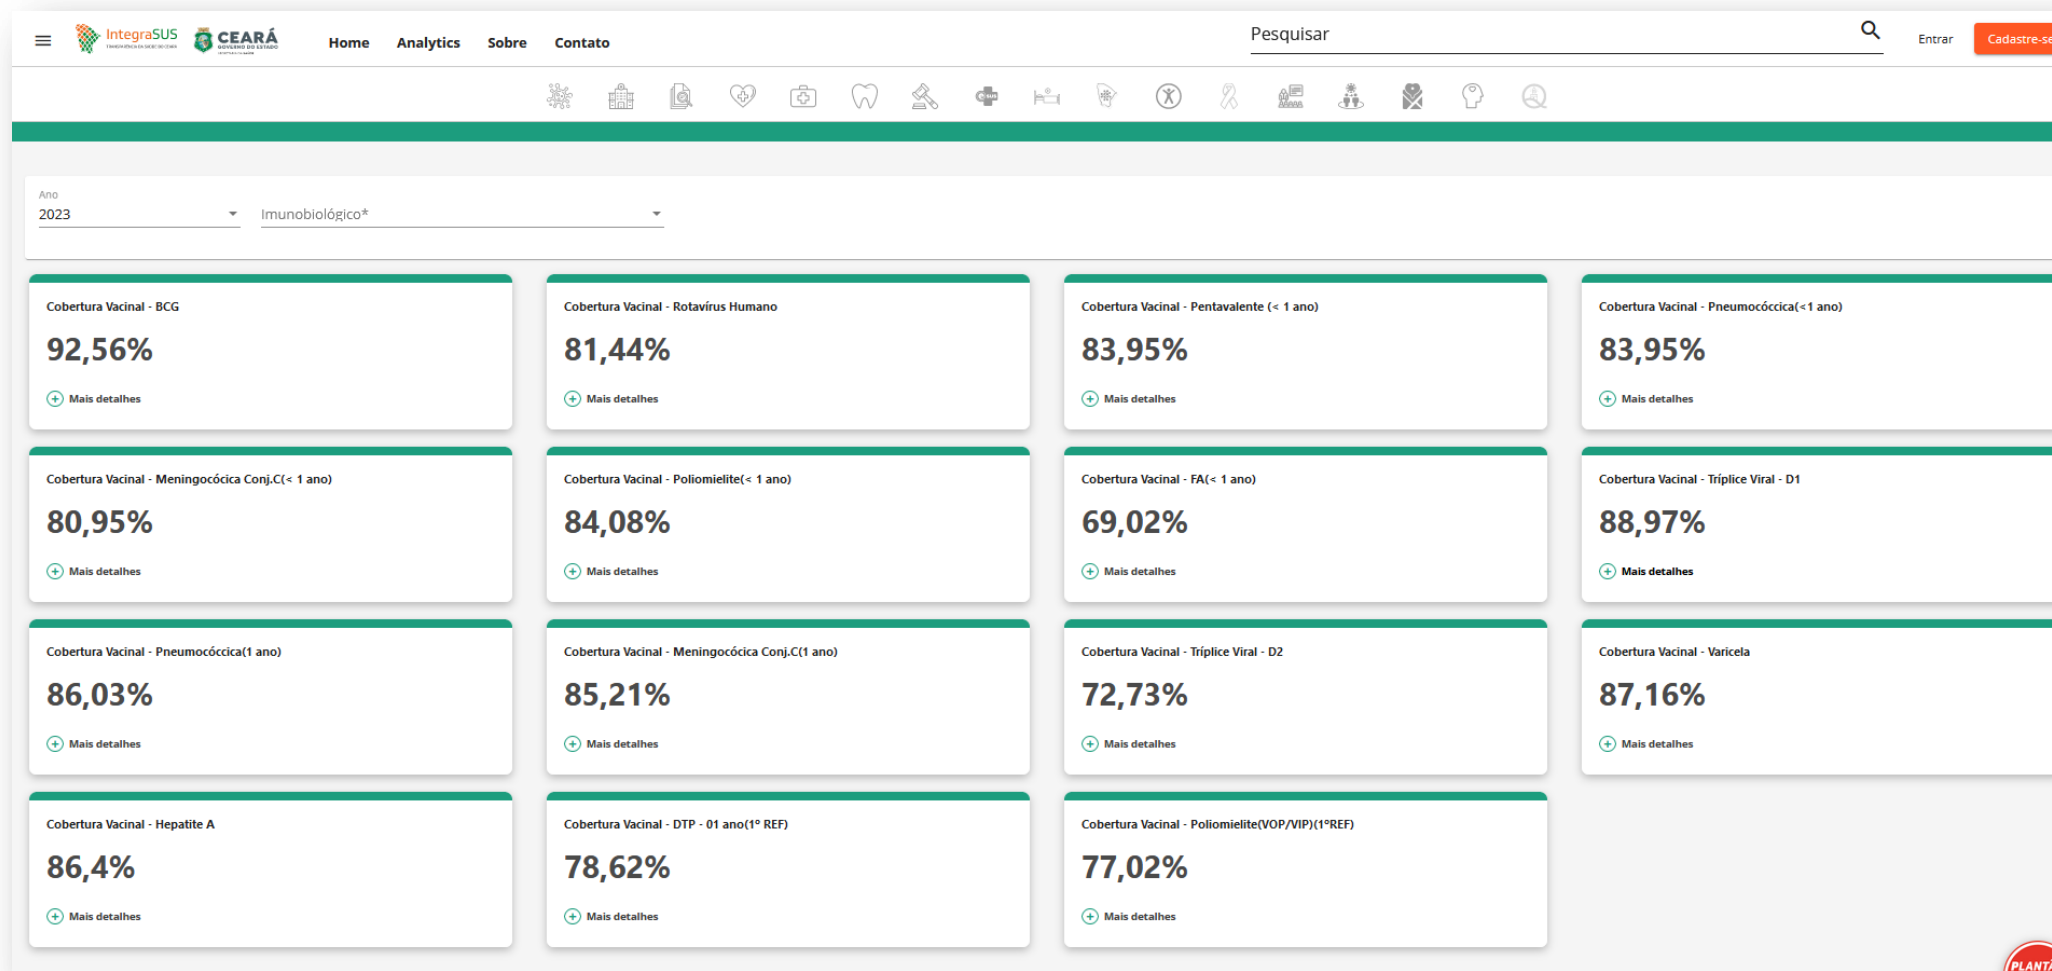 IntegraSUS
CEARÁ
GOVERNO DO ESTADO
Home
Analytics
Sobre
Contato
Pesquisar
Entrar
Cadastre-se
Ano
2023
Imunobiológico*
Cobertura Vacinal - BCG
92,56%
Mais detalhes
Cobertura Vacinal - Rotavírus Humano
81,44%
Mais detalhes
Cobertura Vacinal - Pentavalente (< 1 ano)
83,95%
Mais detalhes
Cobertura Vacinal - Pneumocóccica(<1 ano)
83,95%
Mais detalhes
Cobertura Vacinal - Meningocócica Conj.C(< 1 ano)
80,95%
Mais detalhes
Cobertura Vacinal - Poliomielite(< 1 ano)
84,08%
Mais detalhes
Cobertura Vacinal - FA(< 1 ano)
69,02%
Mais detalhes
Cobertura Vacinal - Tríplice Viral - D1
88,97%
Mais detalhes
Cobertura Vacinal - Pneumocóccica(1 ano)
86,03%
Mais detalhes
Cobertura Vacinal - Meningocócica Conj.C(1 ano)
85,21%
Mais detalhes
Cobertura Vacinal - Tríplice Viral - D2
72,73%
Mais detalhes
Cobertura Vacinal - Varicela
87,16%
Mais detalhes
Cobertura Vacinal - Hepatite A
86,4%
Mais detalhes
Cobertura Vacinal - DTP - 01 ano(1º REF)
78,62%
Mais detalhes
Cobertura Vacinal - Poliomielite(VOP/VIP)(1ºREF)
77,02%
Mais detalhes